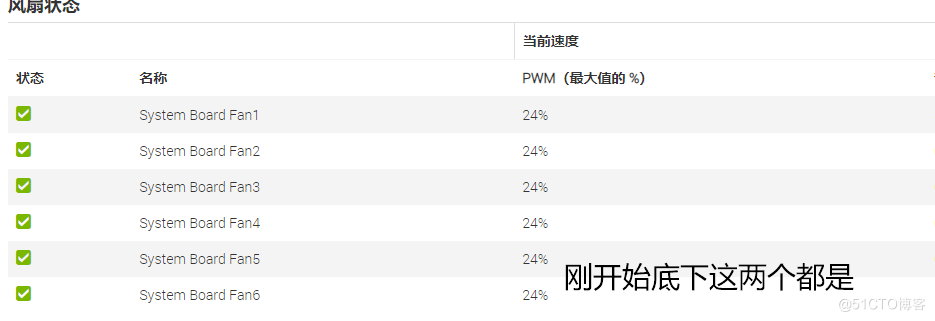 风扇状态
当前速度
状态 名称 PWM（最大值的 %）
System Board Fan1 24%
System Board Fan2 24%
System Board Fan3 24%
System Board Fan4 24%
System Board Fan5 24%
刚开始底下这两个都是
System Board Fan6 24%
@51CTO博客